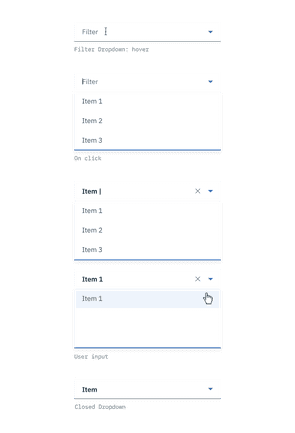 Filter
Filter Dropdown: hover
Filter
Item 1
Item 2
Item 3
On click
Item
Item 1
Item 2
Item 3
Item 1
Item 1
User input
Item
Closed Dropdown